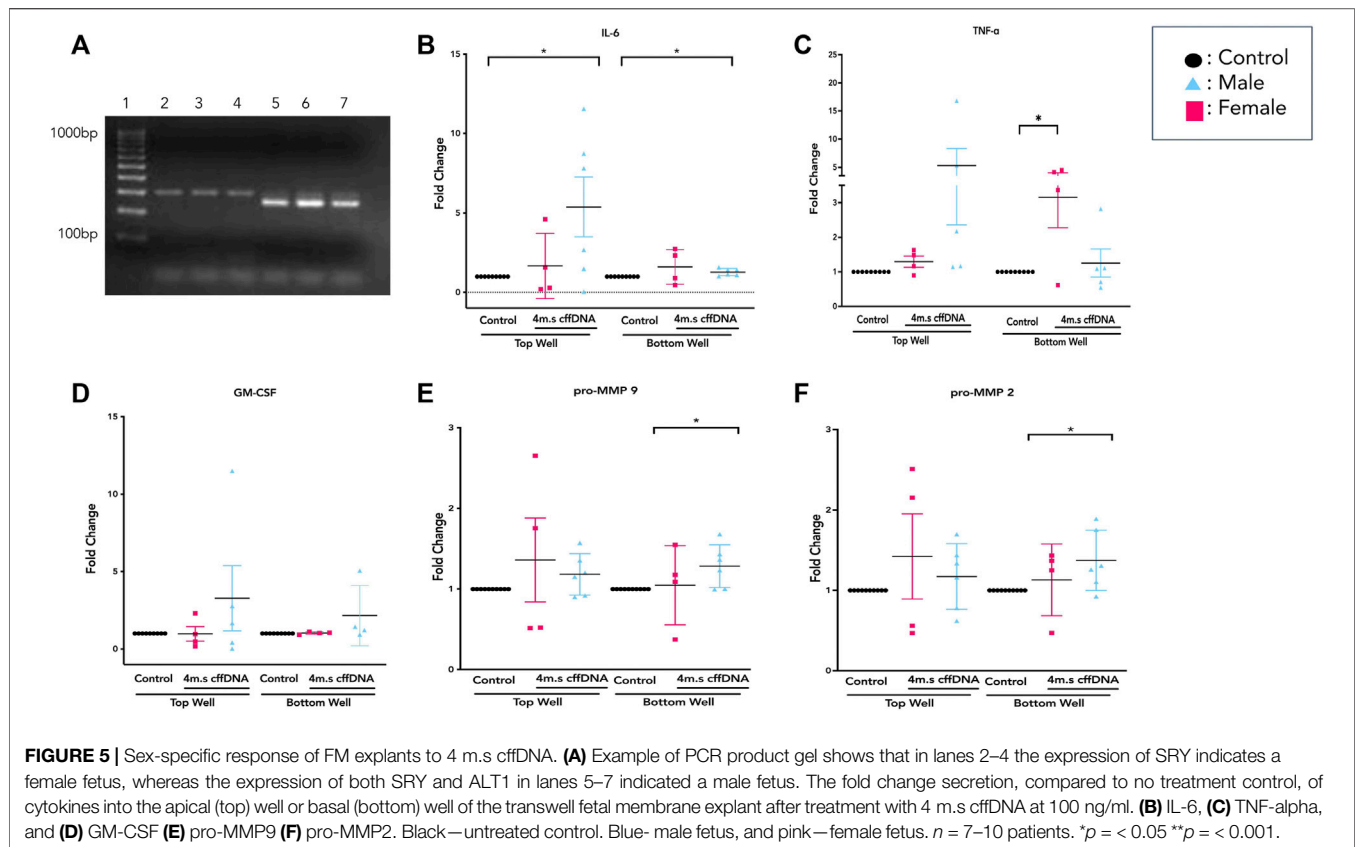 A
1 2 3 4 5 6 7
1000bp
100bp
B
IL-6
*
*
15
10
5
0
Fold Change
Control
4m.s cffDNA
Top Well
Control
4m.s cffDNA
Bottom Well
C
TNF-α
*
25
20
15
10
5
3
2
1
0
Fold Change
Control
4m.s cffDNA
Top Well
Control
4m.s cffDNA
Bottom Well
: Control
: Male
: Female
D
GM-CSF
15
10
5
0
Fold Change
Control
4m.s cffDNA
Top Well
Control
4m.s cffDNA
Bottom Well
E
pro-MMP 9
*
3
2
1
0
Fold Change
Control
4m.s cffDNA
Top Well
Control
4m.s cffDNA
Bottom Well
F
pro-MMP 2
*
3
2
1
0
Fold Change
Control
4m.s cffDNA
Top Well
Control
4m.s cffDNA
Bottom Well
FIGURE 5 | Sex-specific response of FM explants to 4 m.s cffDNA. (A) Example of PCR product gel shows that in lanes 2–4 the expression of SRY indicates a
female fetus, whereas the expression of both SRY and ALT1 in lanes 5–7 indicated a male fetus. The fold change secretion, compared to no treatment control, of
cytokines into the apical (top) well or basal (bottom) well of the transwell fetal membrane explant after treatment with 4 m.s cffDNA at 100 ng/ml. (B) IL-6, (C) TNF-alpha,
and (D) GM-CSF (E) pro-MMP9 (F) pro-MMP2. Black—untreated control. Blue- male fetus, and pink—female fetus. n = 7–10 patients. *p = < 0.05 **p = < 0.001.